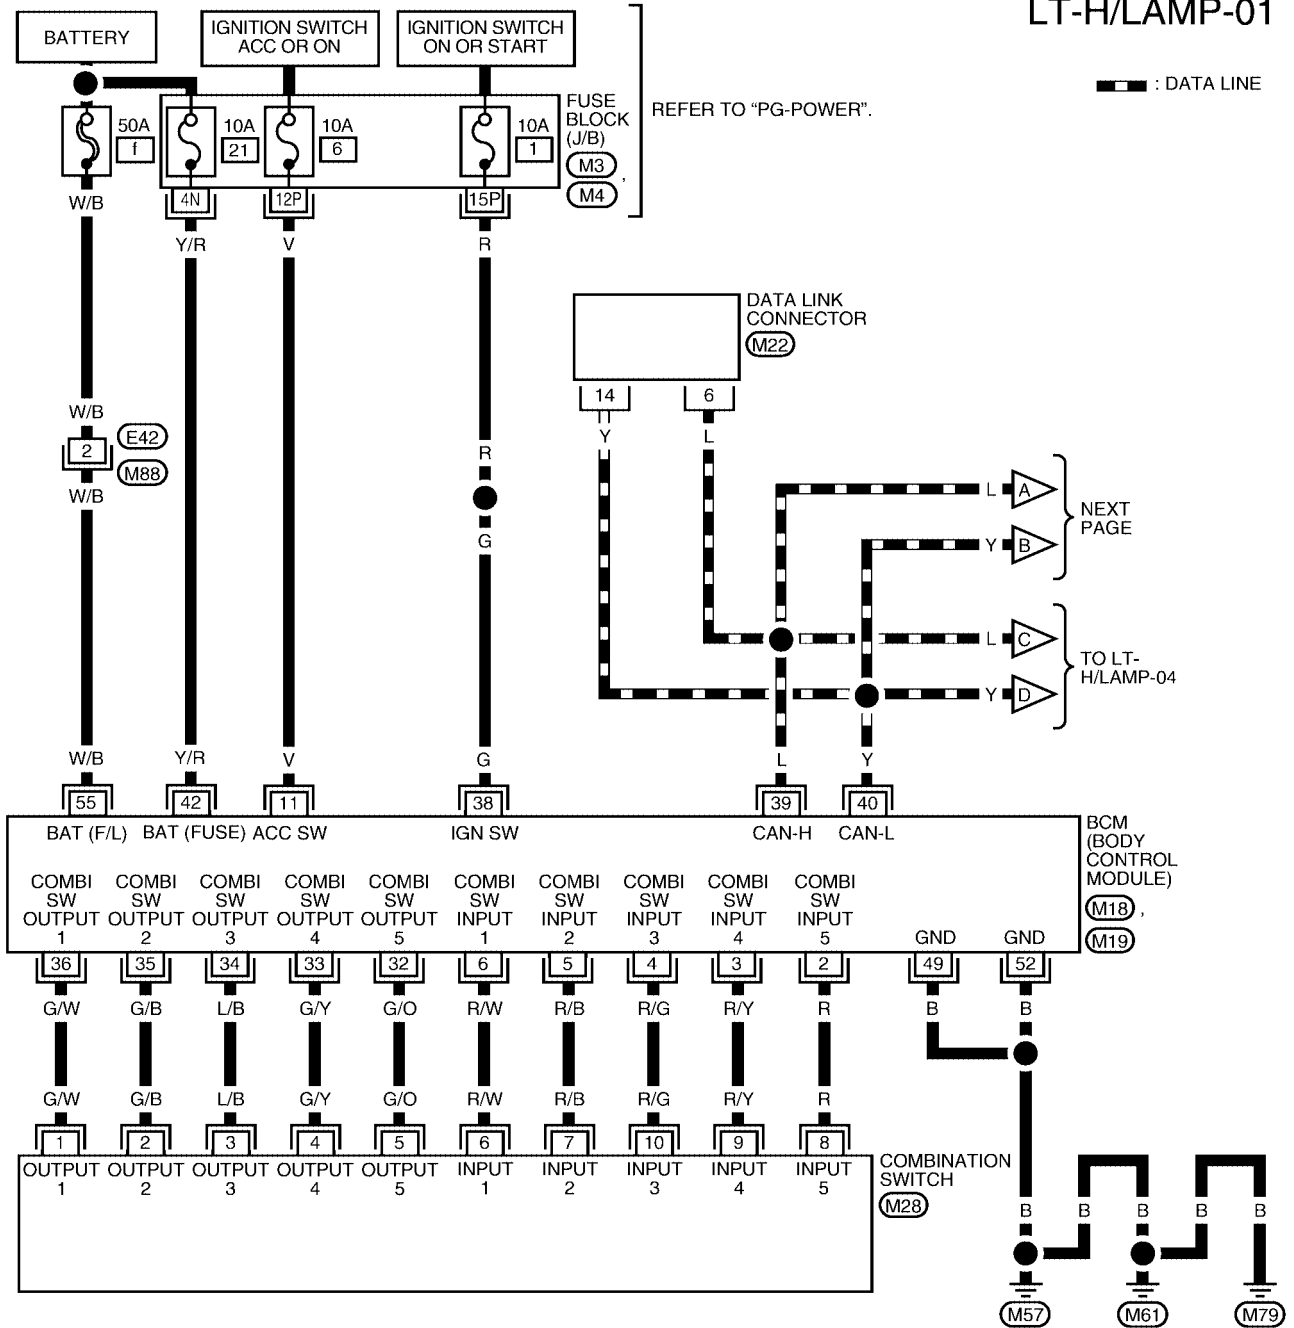 LT-H/LAMP-01
BATTERY
IGNITION SWITCH
ACC OR ON
IGNITION SWITCH
ON OR START
: DATA LINE
50A
f
10A
21
10A
6
10A
1
FUSE
BLOCK
(J/B)
M3 ,
M4
REFER TO “PG-POWER”.
4N
12P
15P
W/B
Y/R
V
R
DATA LINK
CONNECTOR
M22
14
6
Y
L
W/B
2
E42
M88
W/B
R
G
L
A
Y
B
NEXT
PAGE
L
C
Y
D
TO LT-
H/LAMP-04
W/B
Y/R
V
G
L
Y
55
42
11
38
39
40
BAT (F/L)
BAT (FUSE)
ACC SW
IGN SW
CAN-H
CAN-L
BCM
(BODY
CONTROL
MODULE)
M18 ,
M19
COMBI
SW
OUTPUT
1
COMBI
SW
OUTPUT
2
COMBI
SW
OUTPUT
3
COMBI
SW
OUTPUT
4
COMBI
SW
OUTPUT
5
COMBI
SW
INPUT
1
COMBI
SW
INPUT
2
COMBI
SW
INPUT
3
COMBI
SW
INPUT
4
COMBI
SW
INPUT
5
GND
GND
36
35
34
33
32
6
5
4
3
2
49
52
G/W
G/B
L/B
G/Y
G/O
R/W
R/B
R/G
R/Y
R
B
B
G/W
G/B
L/B
G/Y
G/O
R/W
R/B
R/G
R/Y
R
1
2
3
4
5
6
7
10
9
8
OUTPUT
1
OUTPUT
2
OUTPUT
3
OUTPUT
4
OUTPUT
5
INPUT
1
INPUT
2
INPUT
3
INPUT
4
INPUT
5
COMBINATION
SWITCH
M28
B
B
B
B
B
M57
M61
M79